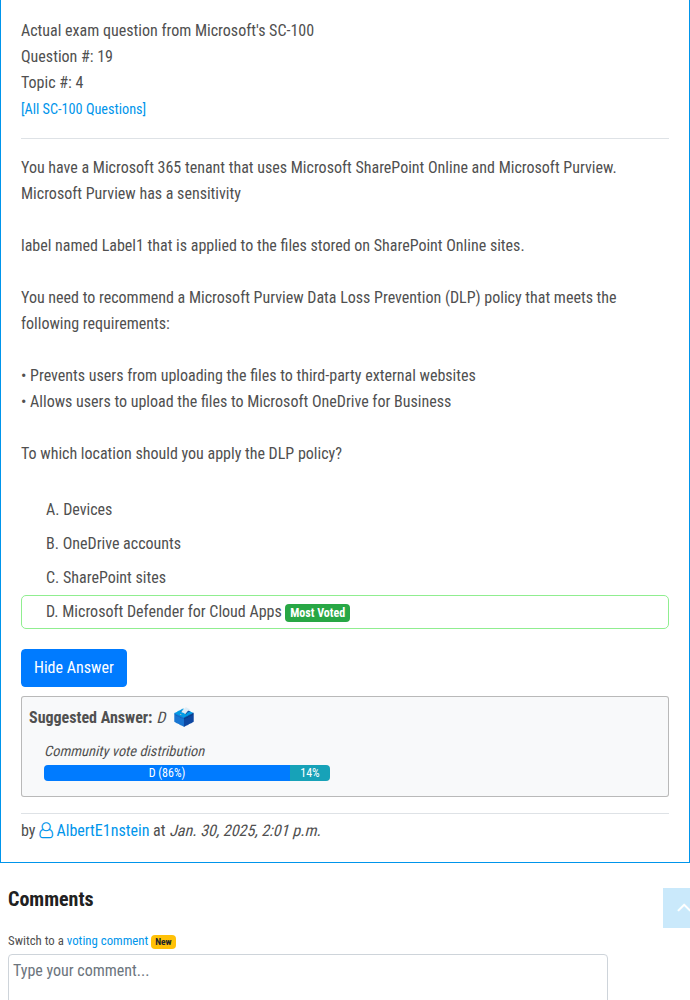 Actual exam question from Microsoft's SC-100
Question #: 19
Topic #: 4
[All SC-100 Questions]
You have a Microsoft 365 tenant that uses Microsoft SharePoint Online and Microsoft Purview.
Microsoft Purview has a sensitivity
label named Label1 that is applied to the files stored on SharePoint Online sites.
You need to recommend a Microsoft Purview Data Loss Prevention (DLP) policy that meets the
following requirements:
• Prevents users from uploading the files to third-party external websites
• Allows users to upload the files to Microsoft OneDrive for Business
To which location should you apply the DLP policy?
A. Devices
B. OneDrive accounts
C. SharePoint sites
D. Microsoft Defender for Cloud Apps Most Voted
Hide Answer
Suggested Answer: D
Community vote distribution
D (86%) 14%
by AlbertE1nstein at Jan. 30, 2025, 2:01 p.m.
Comments
Switch to a voting comment New
Type your comment...